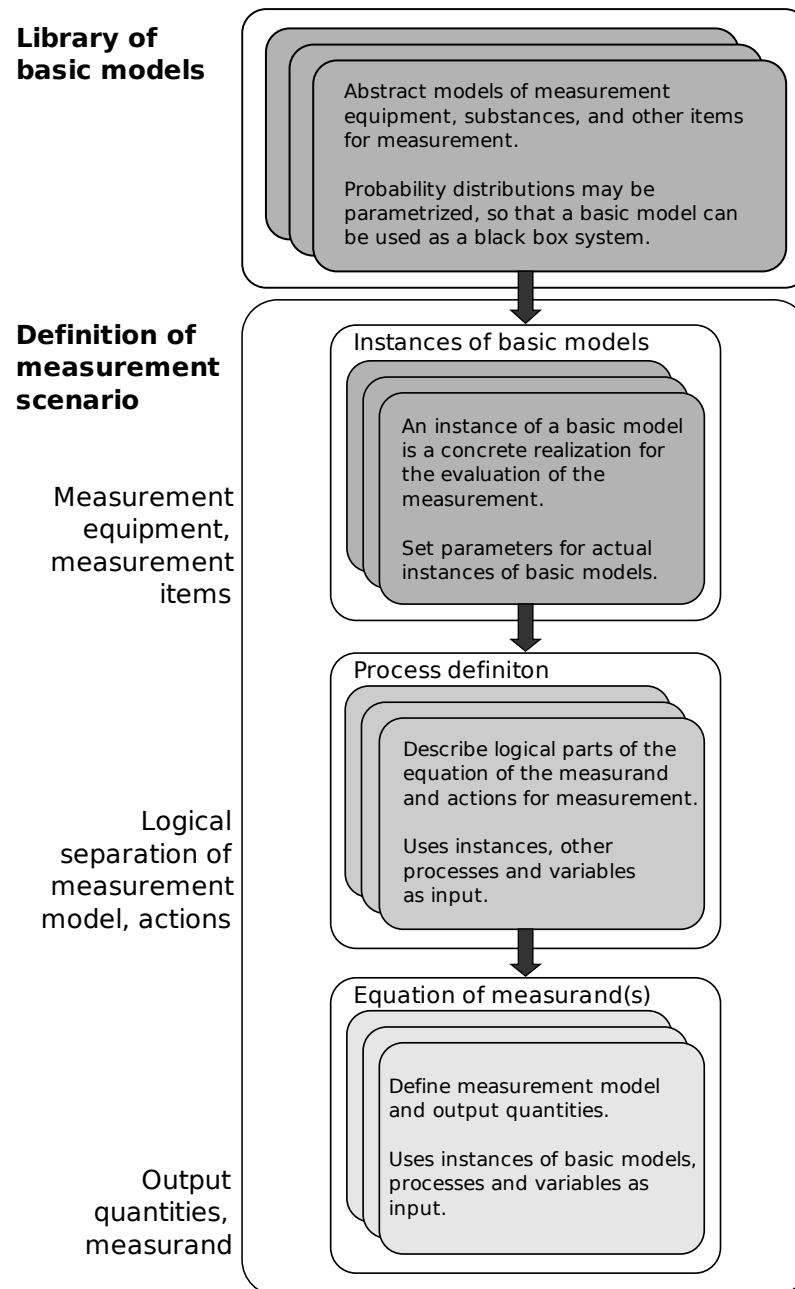 Library of
basic models
Abstract models of measurement
equipment, substances, and other items
for measurement.
Probability distributions may be
parametrized, so that a basic model can
be used as a black box system.
Definition of
measurement
scenario
Instances of basic models
An instance of a basic model
is a concrete realization for
the evaluation of the
measurement.
Set parameters for actual
instances of basic models.
Measurement
equipment,
measurement
items
Process definiton
Describe logical parts of the
equation of the measurand
and actions for measurement.
Uses instances, other
processes and variables
as input.
Logical
separation of
measurement
model, actions
Equation of measurand(s)
Define measurement model
and output quantities.
Uses instances of basic models,
processes and variables as
input.
Output
quantities,
measurand